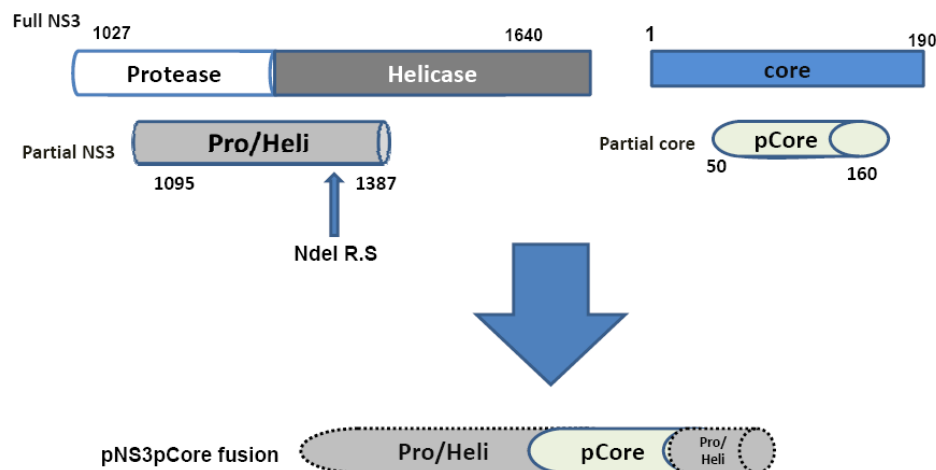 Full NS3
1027
1640
1
190
Protease
Helicase
core
Partial NS3
Pro/Heli
Partial core
pCore
1095
1387
50
160
NdeI R.S
pNS3pCore fusion
Pro/Heli
pCore
Pro/
Heli